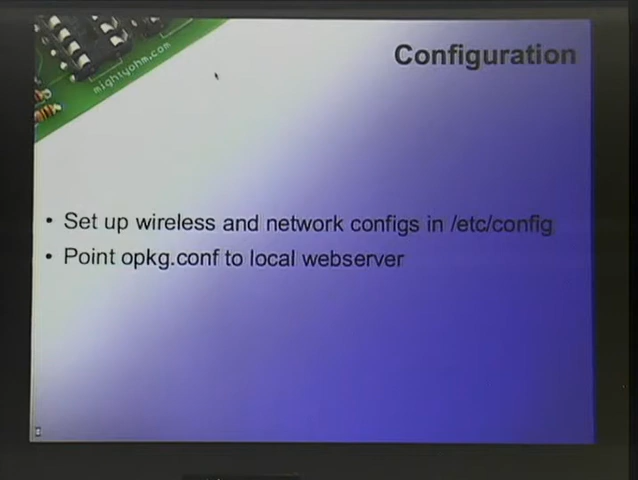 mightyohm.com
Configuration
• Set up wireless and network configs in /etc/config
• Point opkg.conf to local webserver